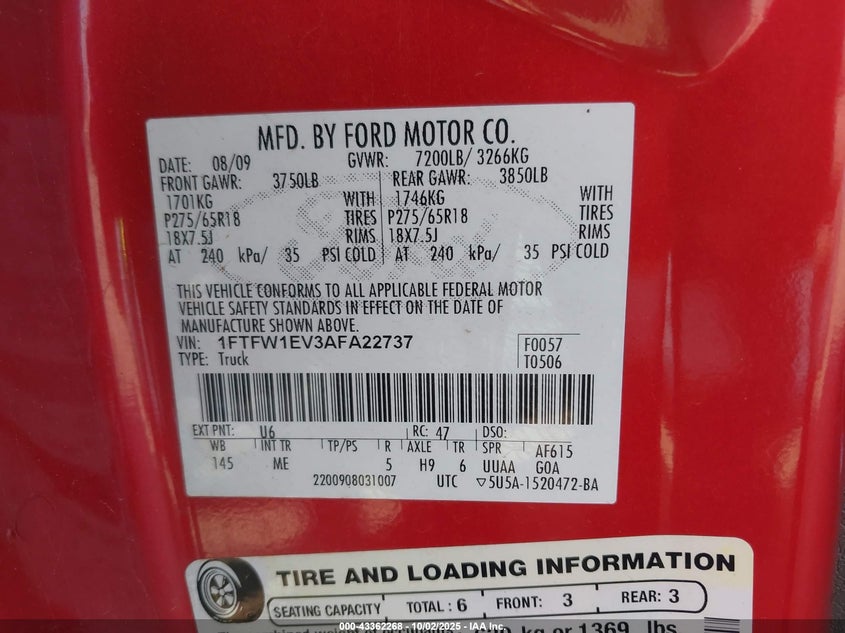 MFD. BY FORD MOTOR CO.
DATE: 08/09 GVWR: 7200LB/ 3266KG
FRONT GAWR: 3750LB REAR GAWR: 3850LB
1701KG WITH 1746KG WITH
P275/65R18 TIRES P275/65R18 TIRES
18X7.5J RIMS 18X7.5J RIMS
AT 240 kPa/ 35 PSI COLD AT 240 kPa/ 35 PSI COLD
THIS VEHICLE CONFORMS TO ALL APPLICABLE FEDERAL MOTOR
VEHICLE SAFETY STANDARDS IN EFFECT ON THE DATE OF
MANUFACTURE SHOWN ABOVE.
VIN: 1FTFW1EV3AFA22737 F0057
TYPE: Truck T0506
EXT PNT: U6 RC: 47 DSO:
WB INT TR TP/PS R AXLE TR SPR AF615
145 ME 5 H9 6 UUAA G0A
2200908031007 UTC ▽5U5A-1520472-BA
TIRE AND LOADING INFORMATION
SEATING CAPACITY TOTAL : 6 FRONT: 3 REAR: 3
kg or 1369 lbs
000-43362268 - 10/02/2025 - IAA Inc.